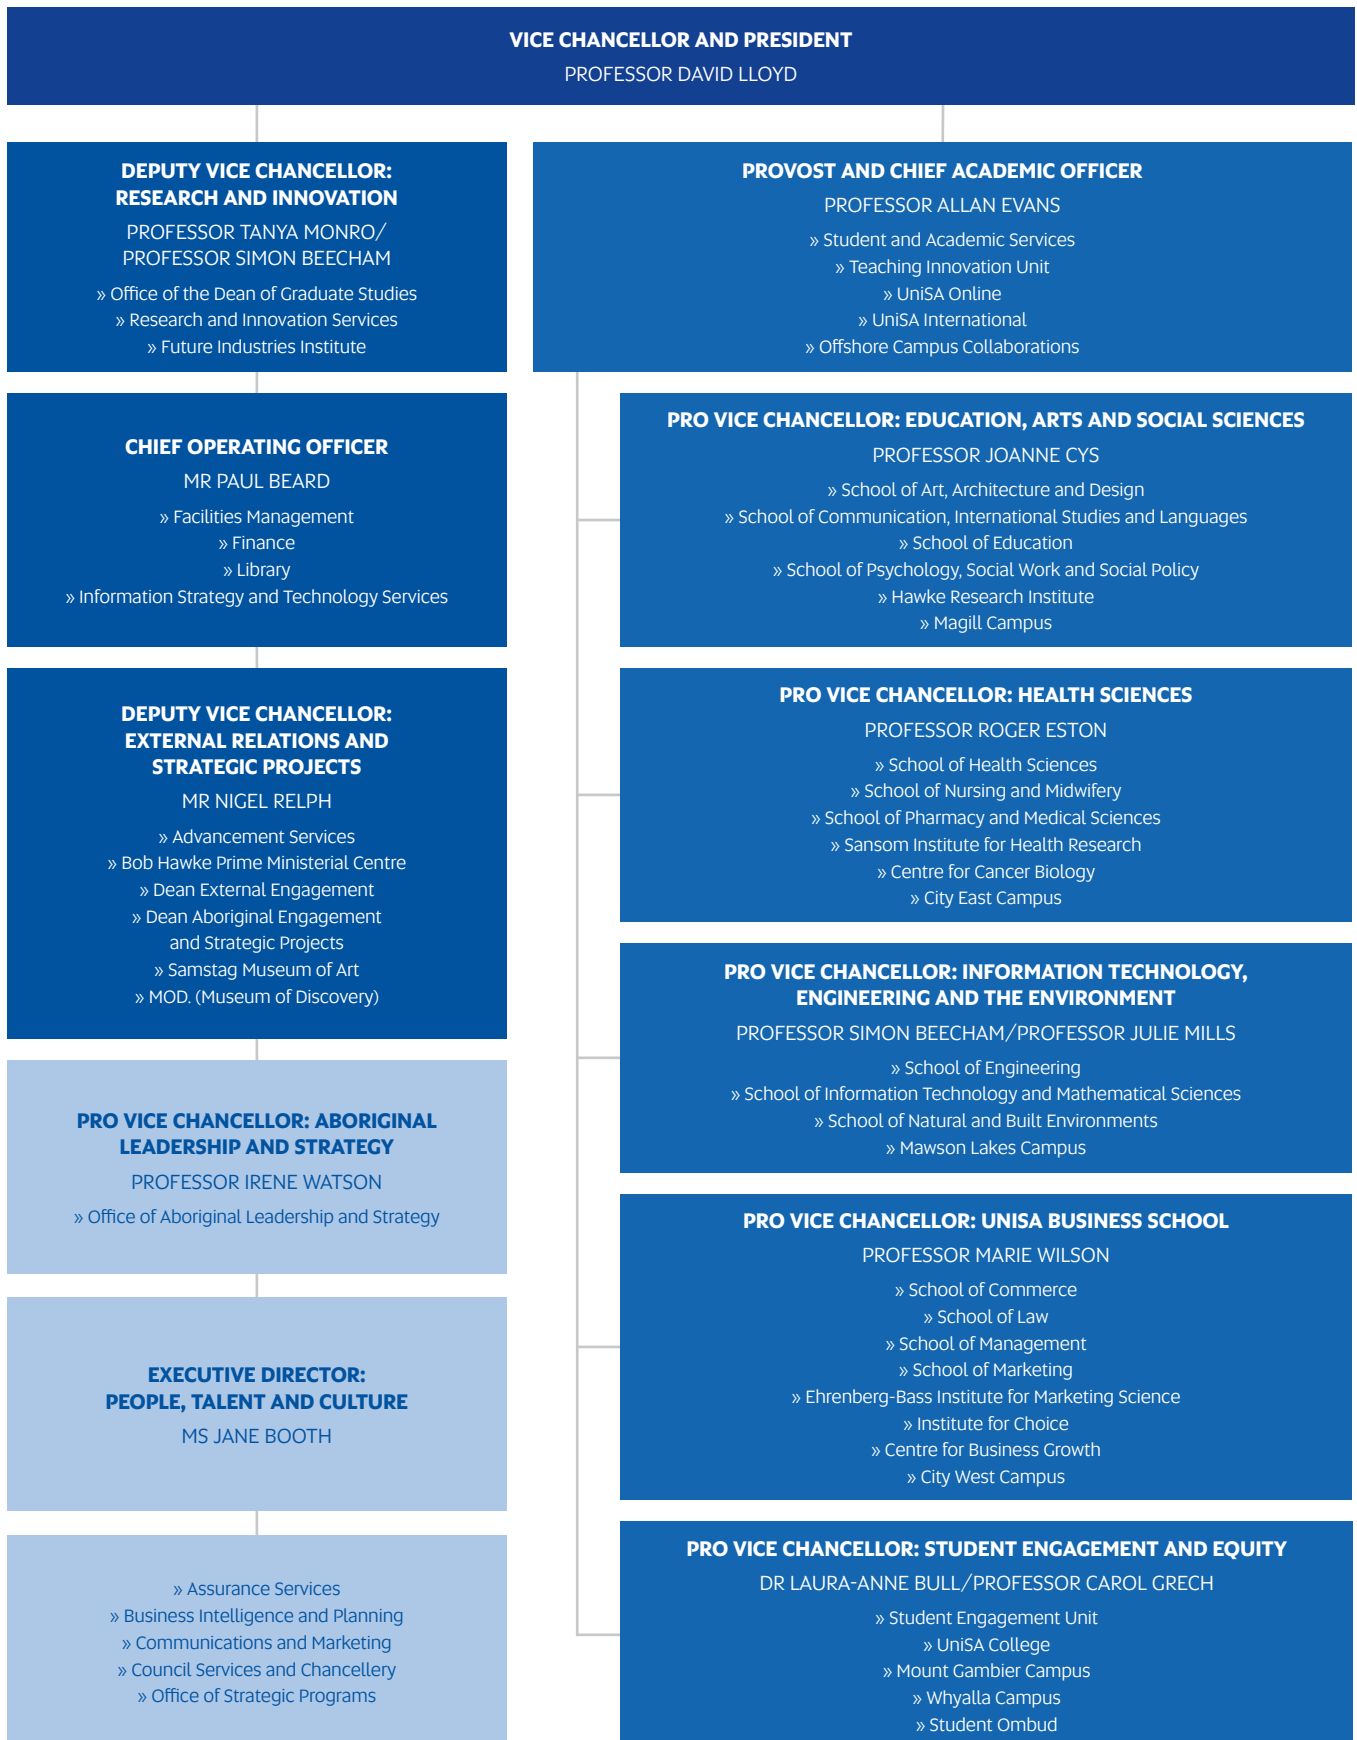 VICE CHANCELLOR AND PRESIDENT
PROFESSOR DAVID LLOYD
DEPUTY VICE CHANCELLOR:
RESEARCH AND INNOVATION
PROFESSOR TANYA MONRO/
PROFESSOR SIMON BEECHAM
» Office of the Dean of Graduate Studies
» Research and Innovation Services
» Future Industries Institute
CHIEF OPERATING OFFICER
MR PAUL BEARD
» Facilities Management
» Finance
» Library
» Information Strategy and Technology Services
DEPUTY VICE CHANCELLOR:
EXTERNAL RELATIONS AND
STRATEGIC PROJECTS
MR NIGEL RELPH
» Advancement Services
» Bob Hawke Prime Ministerial Centre
» Dean External Engagement
» Dean Aboriginal Engagement
and Strategic Projects
» Samstag Museum of Art
» MOD. (Museum of Discovery)
PRO VICE CHANCELLOR: ABORIGINAL
LEADERSHIP AND STRATEGY
PROFESSOR IRENE WATSON
» Office of Aboriginal Leadership and Strategy
EXECUTIVE DIRECTOR:
PEOPLE, TALENT AND CULTURE
MS JANE BOOTH
» Assurance Services
» Business Intelligence and Planning
» Communications and Marketing
» Council Services and Chancellery
» Office of Strategic Programs
PROVOST AND CHIEF ACADEMIC OFFICER
PROFESSOR ALLAN EVANS
» Student and Academic Services
» Teaching Innovation Unit
» UniSA Online
» UniSA International
» Offshore Campus Collaborations
PRO VICE CHANCELLOR: EDUCATION, ARTS AND SOCIAL SCIENCES
PROFESSOR JOANNE CYS
» School of Art, Architecture and Design
» School of Communication, International Studies and Languages
» School of Education
» School of Psychology, Social Work and Social Policy
» Hawke Research Institute
» Magill Campus
PRO VICE CHANCELLOR: HEALTH SCIENCES
PROFESSOR ROGER ESTON
» School of Health Sciences
» School of Nursing and Midwifery
» School of Pharmacy and Medical Sciences
» Sansom Institute for Health Research
» Centre for Cancer Biology
» City East Campus
PRO VICE CHANCELLOR: INFORMATION TECHNOLOGY,
ENGINEERING AND THE ENVIRONMENT
PROFESSOR SIMON BEECHAM/PROFESSOR JULIE MILLS
» School of Engineering
» School of Information Technology and Mathematical Sciences
» School of Natural and Built Environments
» Mawson Lakes Campus
PRO VICE CHANCELLOR: UNISA BUSINESS SCHOOL
PROFESSOR MARIE WILSON
» School of Commerce
» School of Law
» School of Management
» School of Marketing
» Ehrenberg-Bass Institute for Marketing Science
» Institute for Choice
» Centre for Business Growth
» City West Campus
PRO VICE CHANCELLOR: STUDENT ENGAGEMENT AND EQUITY
DR LAURA-ANNE BULL/PROFESSOR CAROL GRECH
» Student Engagement Unit
» UniSA College
» Mount Gambier Campus
» Whyalla Campus
» Student Ombud